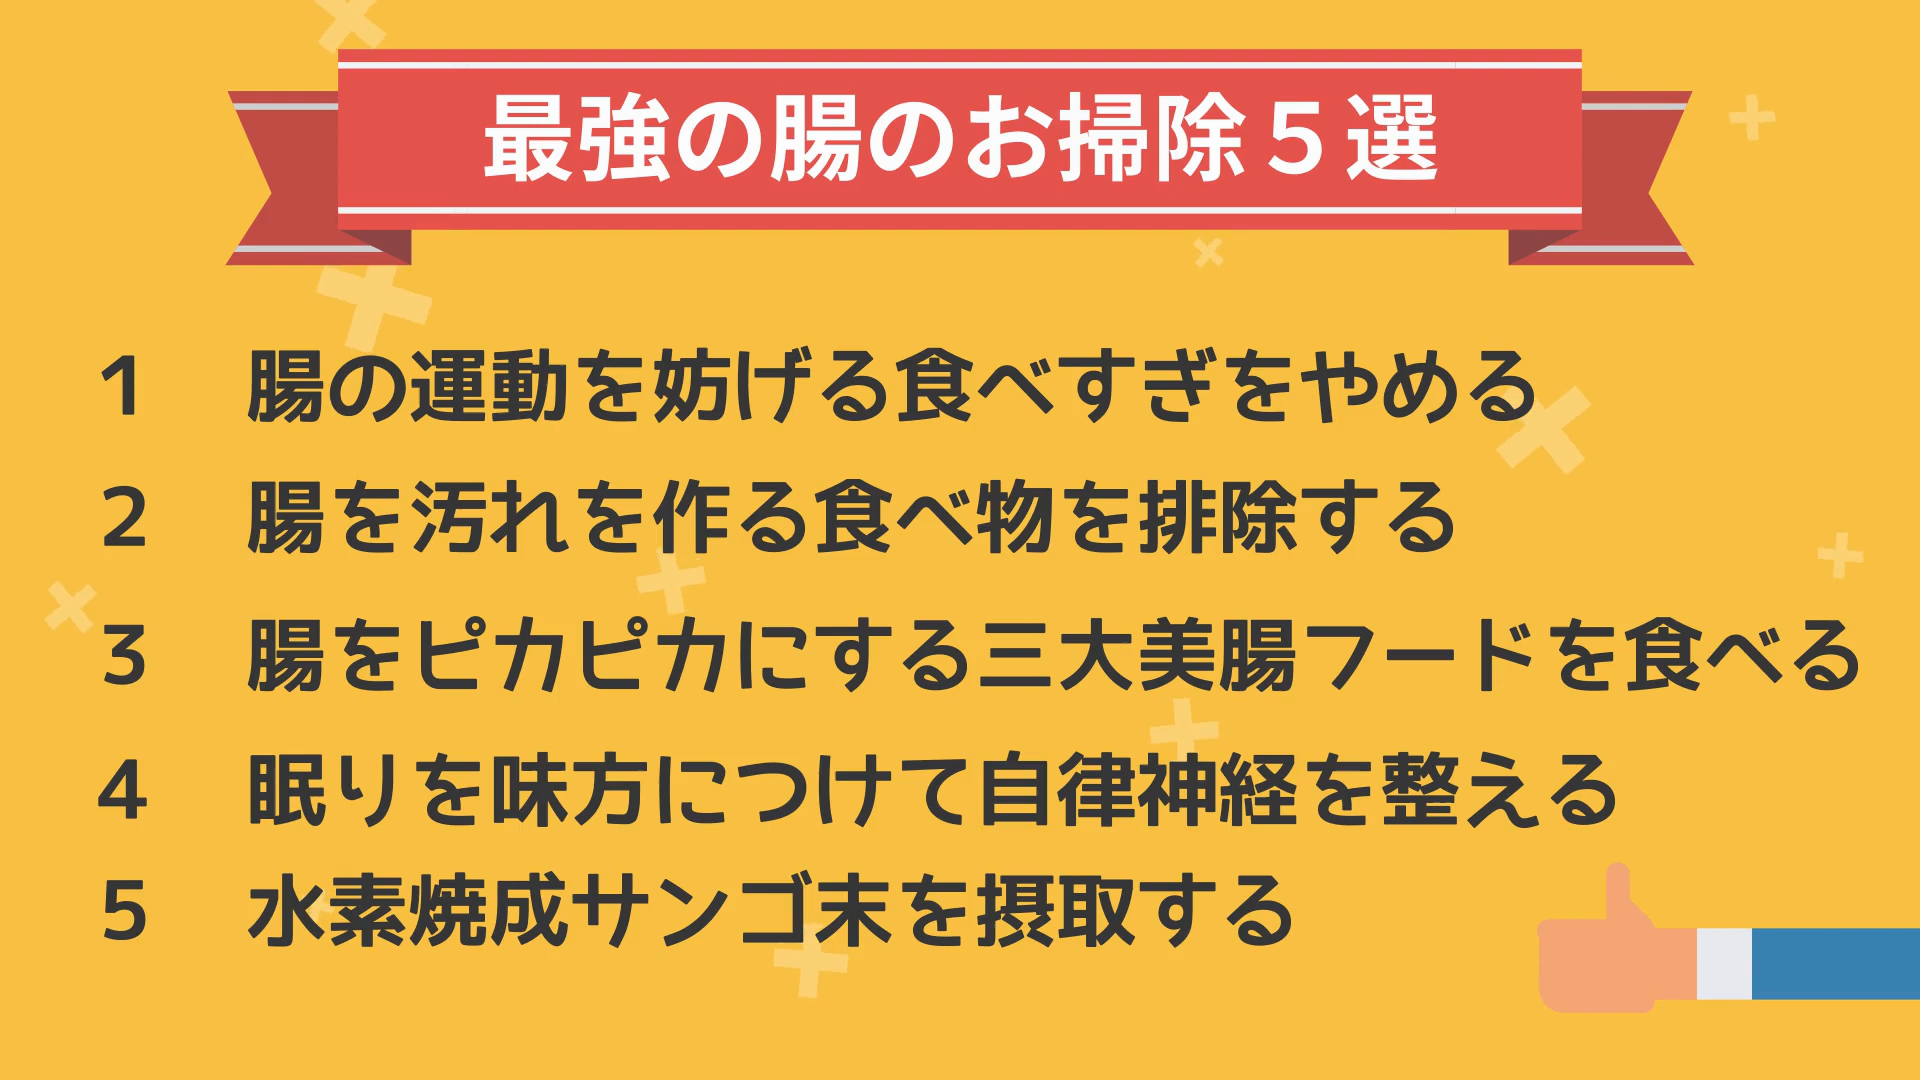 最強の腸のお掃除５選
1 腸の運動を妨げる食べすぎをやめる
2 腸を汚れを作る食べ物を排除する
3 腸をピカピカにする三大美腸フードを食べる
4 眠りを味方につけて自律神経を整える
5 水素焼成サンゴ末を摂取する